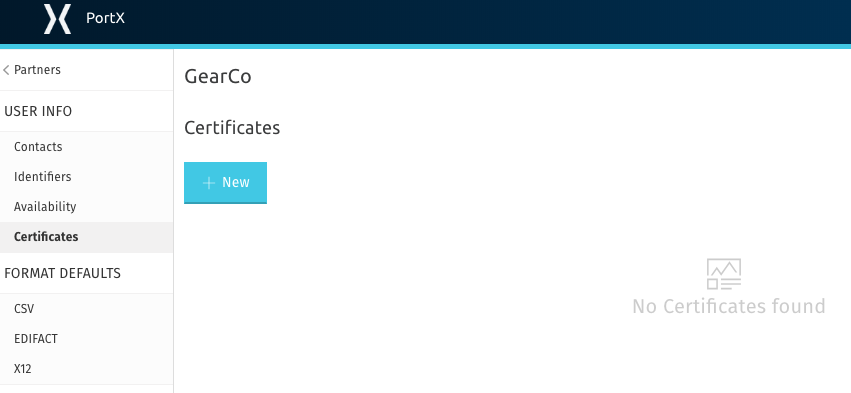 PortX
Partners
USER INFO
Contacts
Identifiers
Availability
Certificates
FORMAT DEFAULTS
CSV
EDIFACT
X12
GearCo
Certificates
+ New
No Certificates found